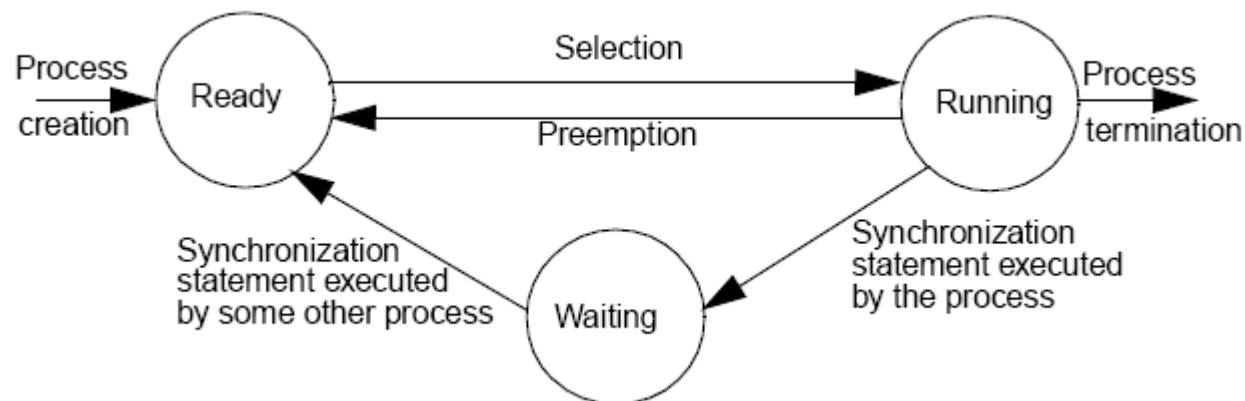 Selection
Process
creation
Ready
Preemption
Running
Process
termination
Synchronization
statement executed
by some other process
Waiting
Synchronization
statement executed
by the process